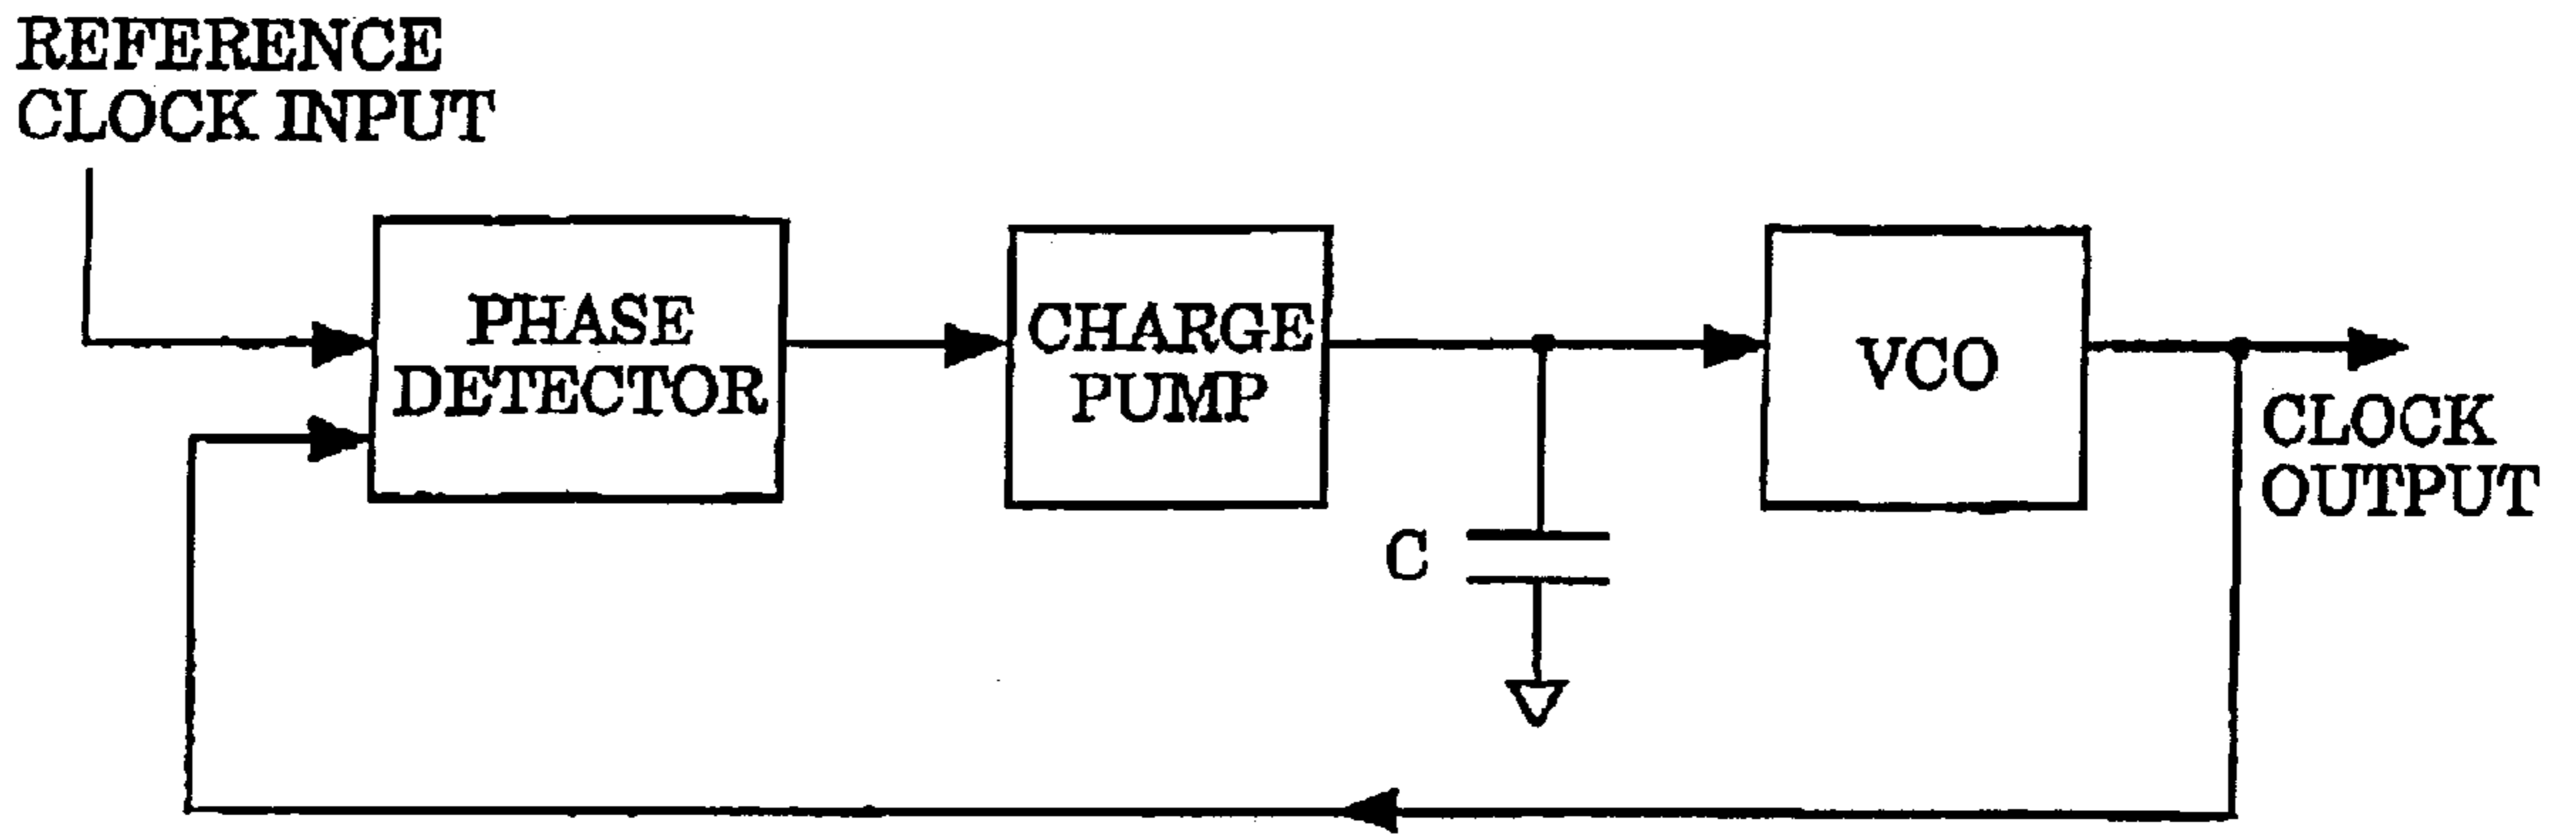 REFERENCE
CLOCK INPUT
PHASE
DETECTOR
CHARGE
PUMP
VCO
CLOCK
OUTPUT
C